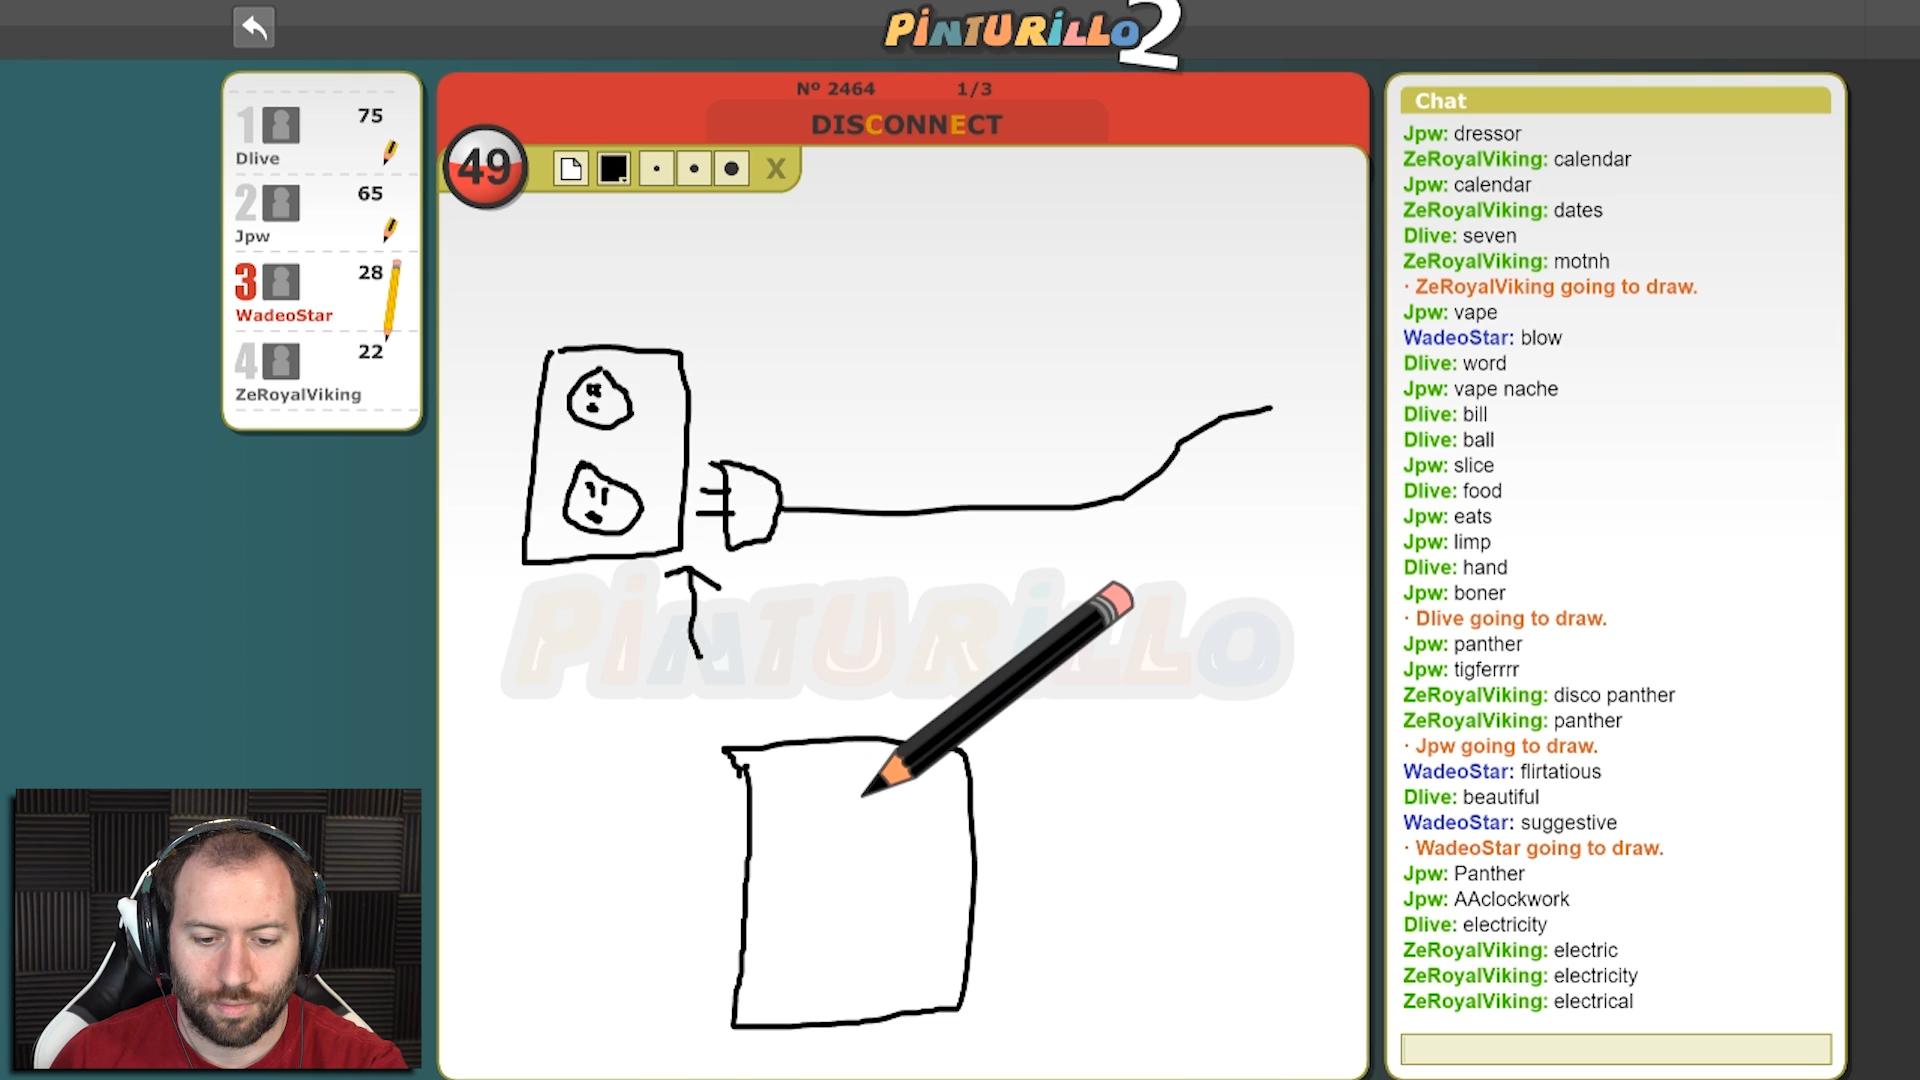 PINTURILLO 2
Nº 2464 1/3
DISCONNECT
49
X
1 75
Dlive
2 65
Jpw
3 28
WadeoStar
4 22
ZeRoyalViking
PINTURILLO
Chat
Jpw: dressor
ZeRoyalViking: calendar
Jpw: calendar
ZeRoyalViking: dates
Dlive: seven
ZeRoyalViking: motnh
· ZeRoyalViking going to draw.
Jpw: vape
WadeoStar: blow
Dlive: word
Jpw: vape nache
Dlive: bill
Dlive: ball
Jpw: slice
Dlive: food
Jpw: eats
Jpw: limp
Dlive: hand
Jpw: boner
· Dlive going to draw.
Jpw: panther
Jpw: tigferrrr
ZeRoyalViking: disco panther
ZeRoyalViking: panther
· Jpw going to draw.
WadeoStar: flirtatious
Dlive: beautiful
WadeoStar: suggestive
· WadeoStar going to draw.
Jpw: Panther
Jpw: AAclockwork
Dlive: electricity
ZeRoyalViking: electric
ZeRoyalViking: electricity
ZeRoyalViking: electrical